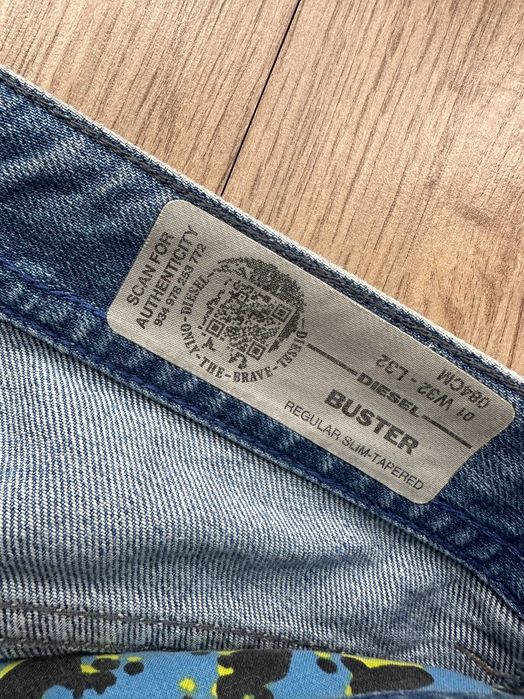 SCAN FOR
AUTHENTICITY
934 978 253 772
DIESEL
ONLY-THE-BRAVE-DIESEL-
DIESEL
BUSTER
REGULAR SLIM-TAPERED
01 W32 - L32
084CM